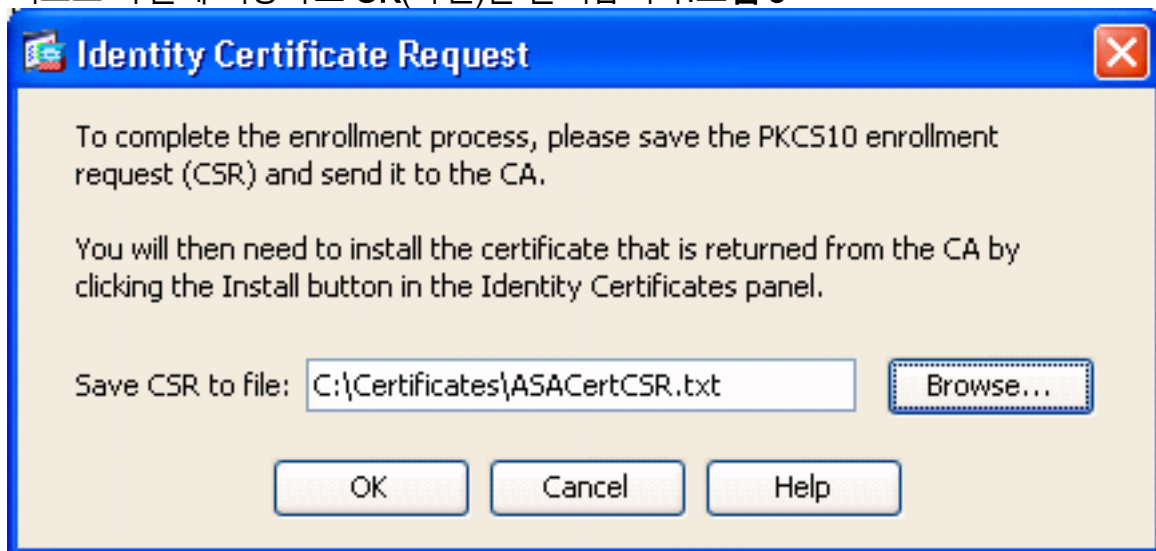 Identity Certificate Request
To complete the enrollment process, please save the PKCS10 enrollment
request (CSR) and send it to the CA.
You will then need to install the certificate that is returned from the CA by
clicking the Install button in the Identity Certificates panel.
Save CSR to file: C:\Certificates\ASACertCSR.txt Browse...
OK Cancel Help